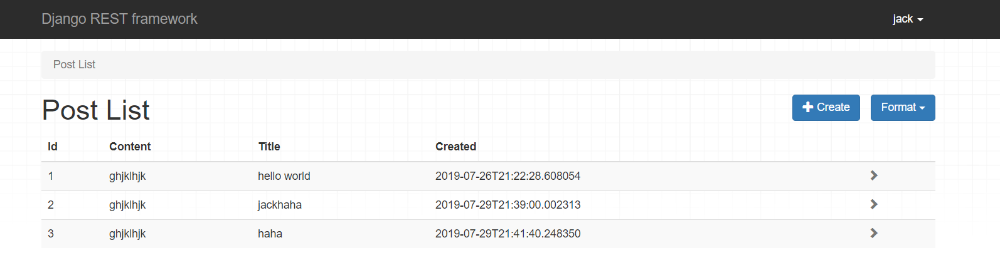 Django REST framework jack
Post List
Post List Create Format
Id Content Title Created
1 ghjklhjk hello world 2019-07-26T21:22:28.608054
2 ghjklhjk jackhaha 2019-07-29T21:39:00.002313
3 ghjklhjk haha 2019-07-29T21:41:40.248350